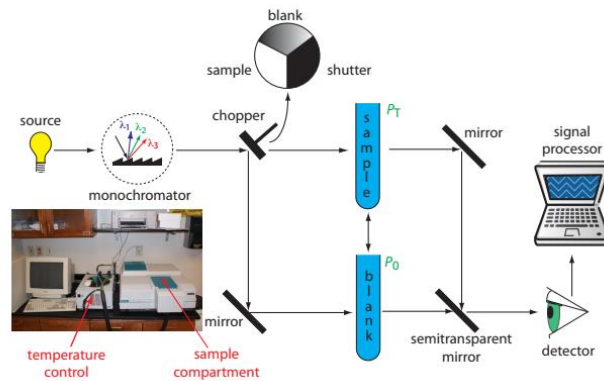 blank
sample
shutter
source
chopper
λ1
λ2
λ3
monochromator
sample
PT
mirror
signal
processor
P0
blank
mirror
semitransparent
mirror
detector
temperature
control
sample
compartment